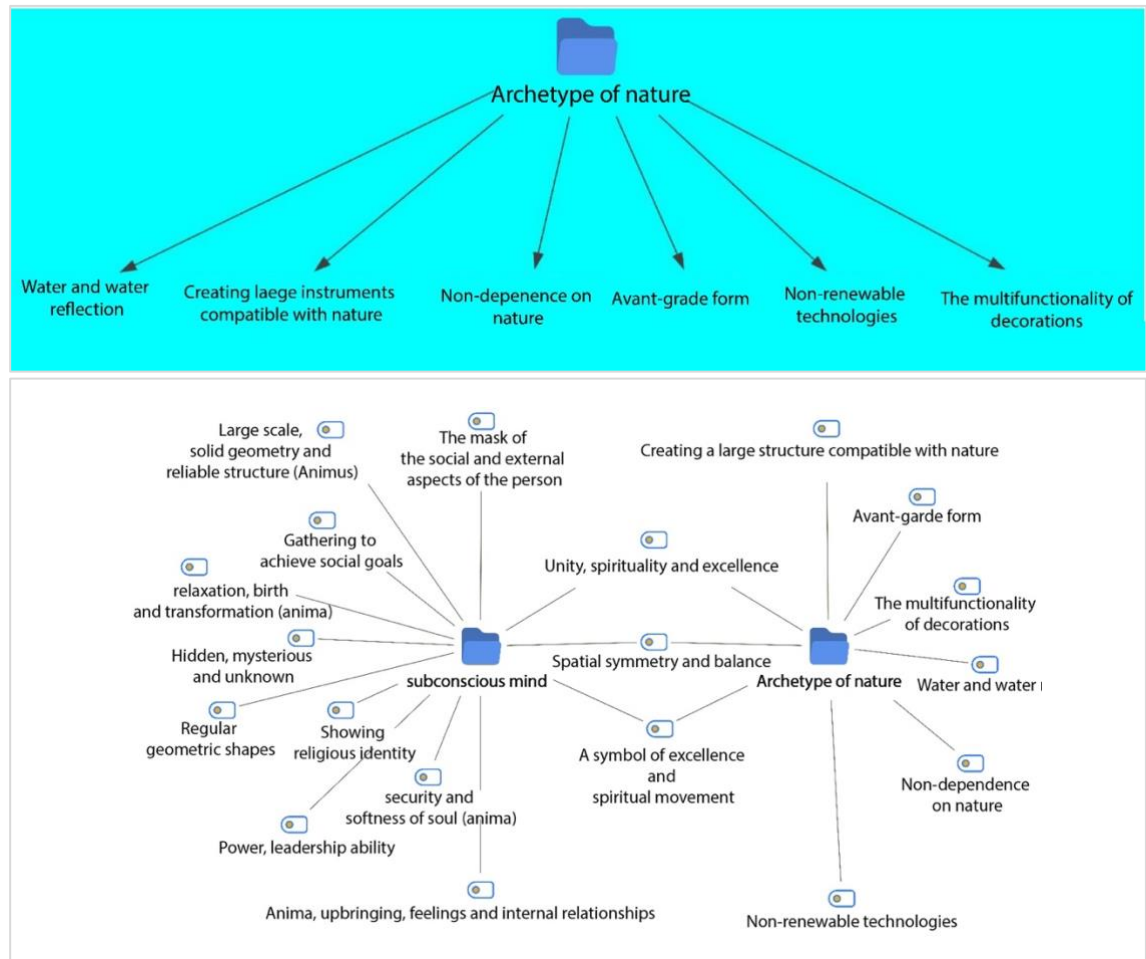 Archetype of nature
Water and water
reflection
Creating laege instruments
compatible with nature
Non-depenence on
nature
Avant-grade form
Non-renewable
technologies
The multifunctionality of
decorations
Large scale,
solid geometry and
reliable structure (Animus)
The mask of
the social and external
aspects of the person
Creating a large structure compatible with nature
Avant-garde form
Gathering to
achieve social goals
Unity, spirituality and excellence
relaxation, birth
and transformation (anima)
The multifunctionality
of decorations
Hidden, mysterious
and unknown
subconscious mind
Spatial symmetry and balance
Archetype of nature
Water and water
Regular
geometric shapes
Showing
religious identity
A symbol of excellence
and
spiritual movement
Non-dependence
on nature
security and
softness of soul (anima)
Power, leadership ability
Anima, upbringing, feelings and internal relationships
Non-renewable technologies